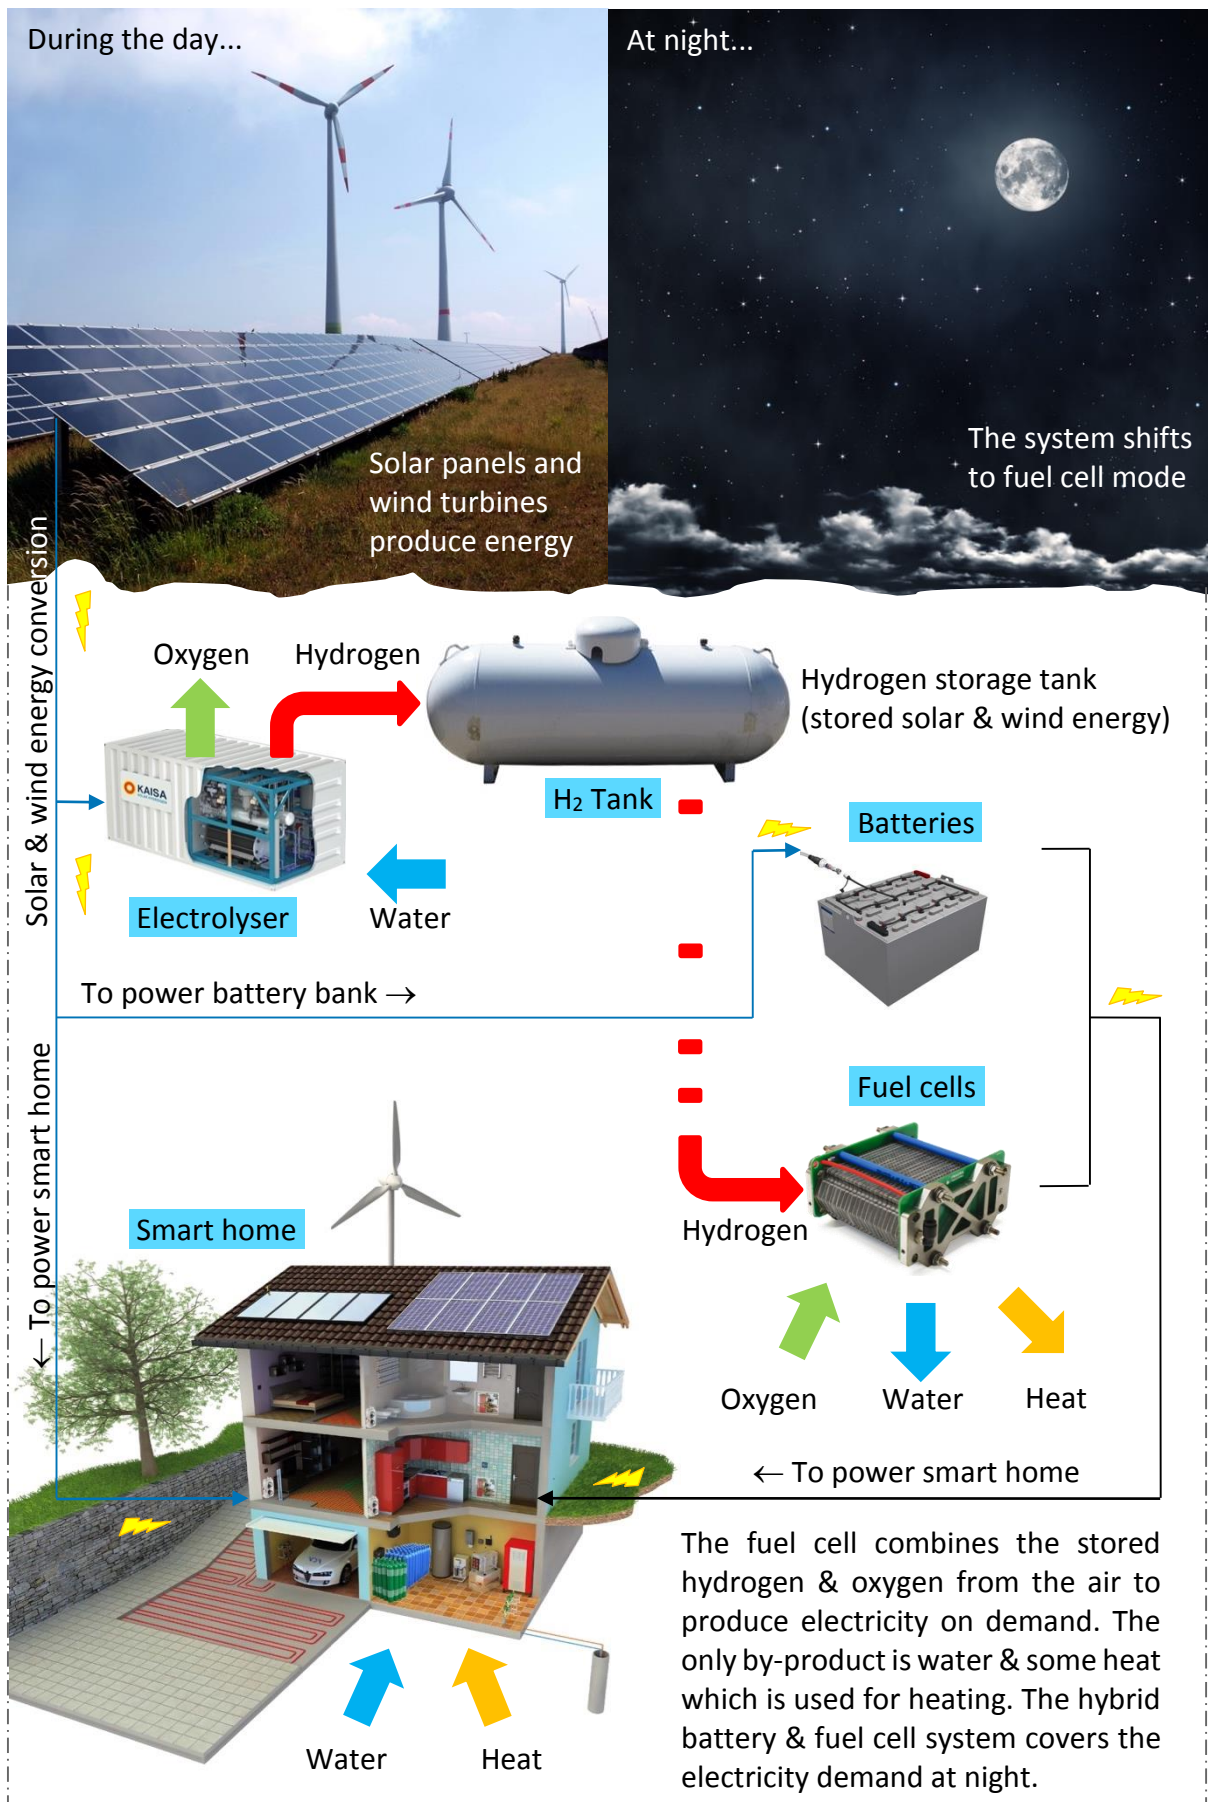 During the day...
At night...
Solar panels and
wind turbines
produce energy
The system shifts
to fuel cell mode
Solar & wind energy conversion
Oxygen
Hydrogen
Hydrogen storage tank
(stored solar & wind energy)
KAISA
H₂ Tank
Batteries
Electrolyser
Water
To power battery bank →
← To power smart home
Fuel cells
Hydrogen
Smart home
Oxygen
Water
Heat
← To power smart home
The fuel cell combines the stored
hydrogen & oxygen from the air to
produce electricity on demand. The
only by-product is water & some heat
which is used for heating. The hybrid
battery & fuel cell system covers the
electricity demand at night.
Water
Heat